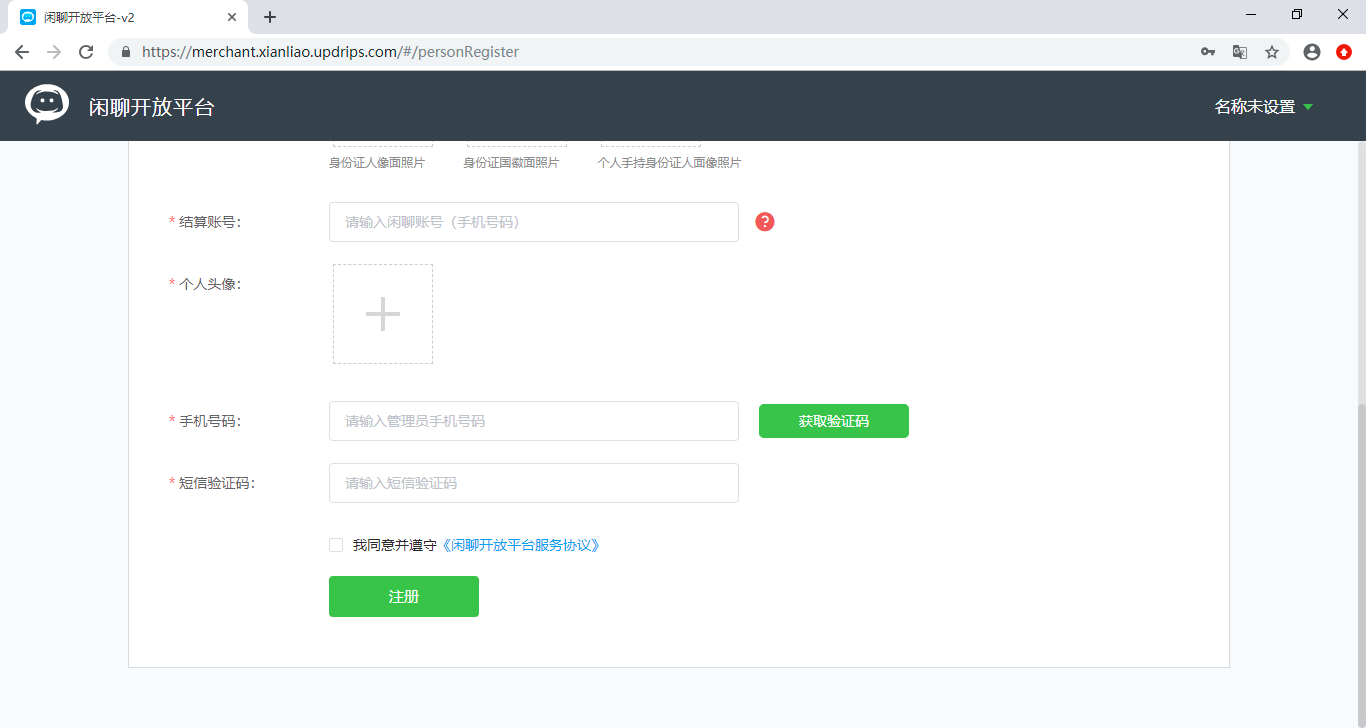 闲聊开放平台-v2
https://merchant.xianliao.updrips.com/#/personRegister
闲聊开放平台
名称未设置
身份证人像面照片 身份证国徽面照片 个人手持身份证人面像照片
* 结算账号: 请输入闲聊账号（手机号码） ?
* 个人头像:
* 手机号码: 请输入管理员手机号码 获取验证码
* 短信验证码: 请输入短信验证码
我同意并遵守《闲聊开放平台服务协议》
注册